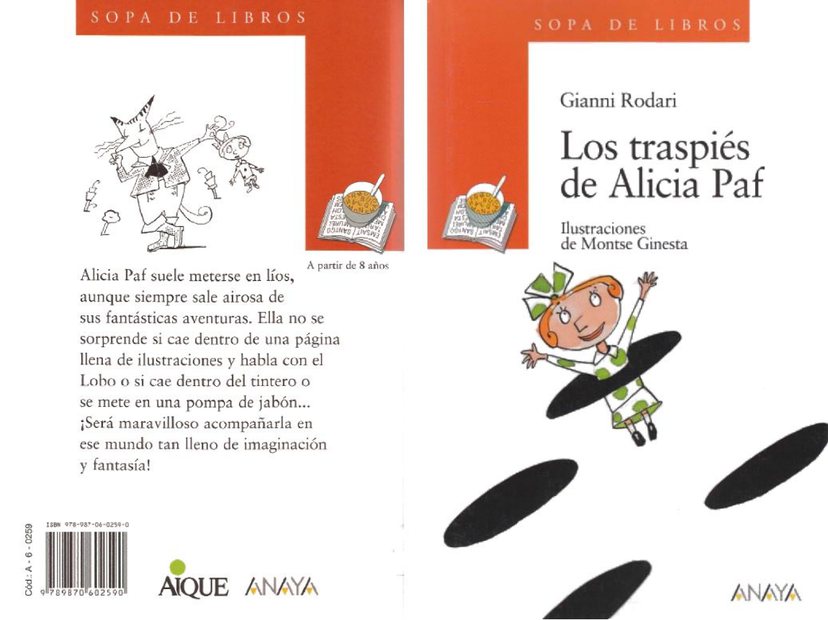 SOPA DE LIBROS
A partir de 8 años
Alicia Paf suele meterse en líos,
aunque siempre sale airosa de
sus fantásticas aventuras. Ella no se
sorprende si cae dentro de una página
llena de ilustraciones y habla con el
Lobo o si cae dentro del tintero o
se mete en una pompa de jabón...
¡Será maravilloso acompañarla en
ese mundo tan lleno de imaginación
y fantasía!
Cód.: A - 6 - 0259
ISBN 978-987-06-0259-0
9 789870 602590
AIQUE
ANAYA
SOPA DE LIBROS
Gianni Rodari
Los traspiés
de Alicia Paf
Ilustraciones
de Montse Ginesta
ANAYA